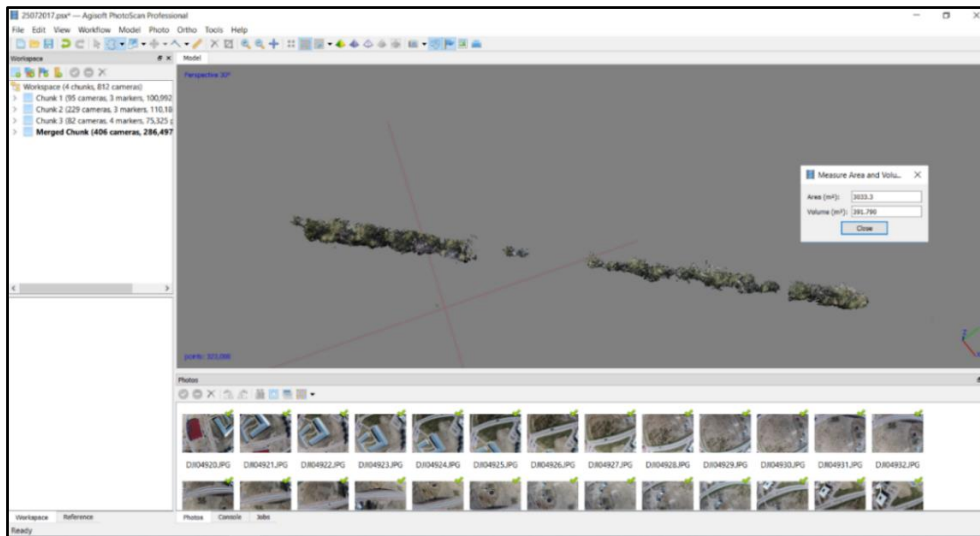 25072017.psx* — Agisoft PhotoScan Professional
File Edit View Workflow Model Photo Ortho Tools Help
Workspace
Model
Perspective 30°
Workspace (4 chunks, 812 cameras)
Chunk 1 (95 cameras, 3 markers, 100,992
Chunk 2 (229 cameras, 3 markers, 110,18
Chunk 3 (82 cameras, 4 markers, 75,325 p
Merged Chunk (406 cameras, 286,497
Measure Area and Volu...
Area (m²): 3033.3
Volume (m³): 391.790
Close
Z
points:
Photos
DJI04920.JPG DJI04921.JPG DJI04922.JPG DJI04923.JPG DJI04924.JPG DJI04925.JPG DJI04926.JPG DJI04927.JPG DJI04928.JPG DJI04929.JPG DJI04930.JPG DJI04931.JPG DJI04932.JPG
Workspace Reference
Photos Console Jobs
Ready